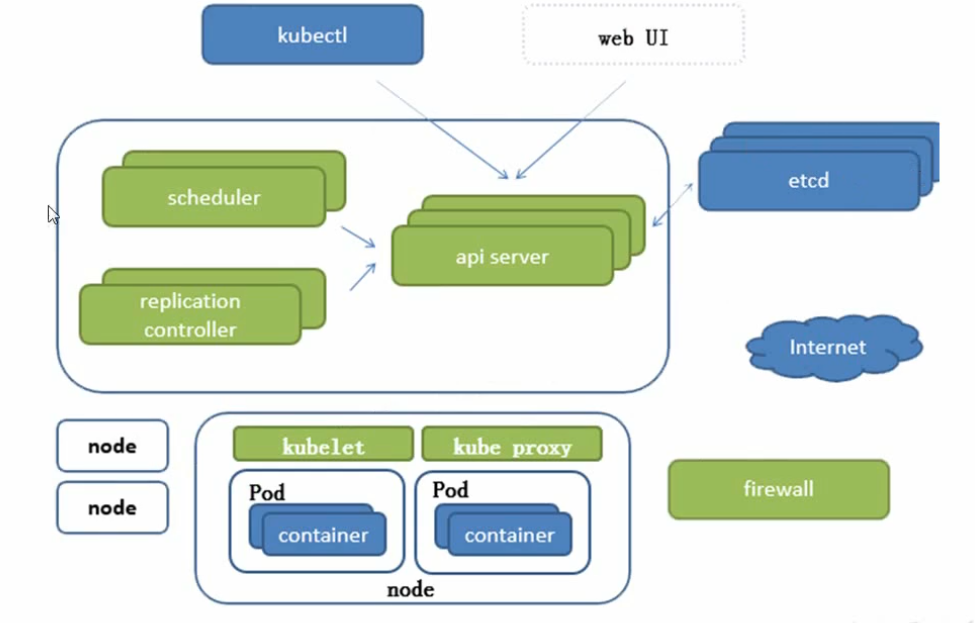 kubectl
web UI
scheduler
etcd
api server
replication
controller
Internet
node
kubelet
kube proxy
firewall
Pod
Pod
node
container
container
node